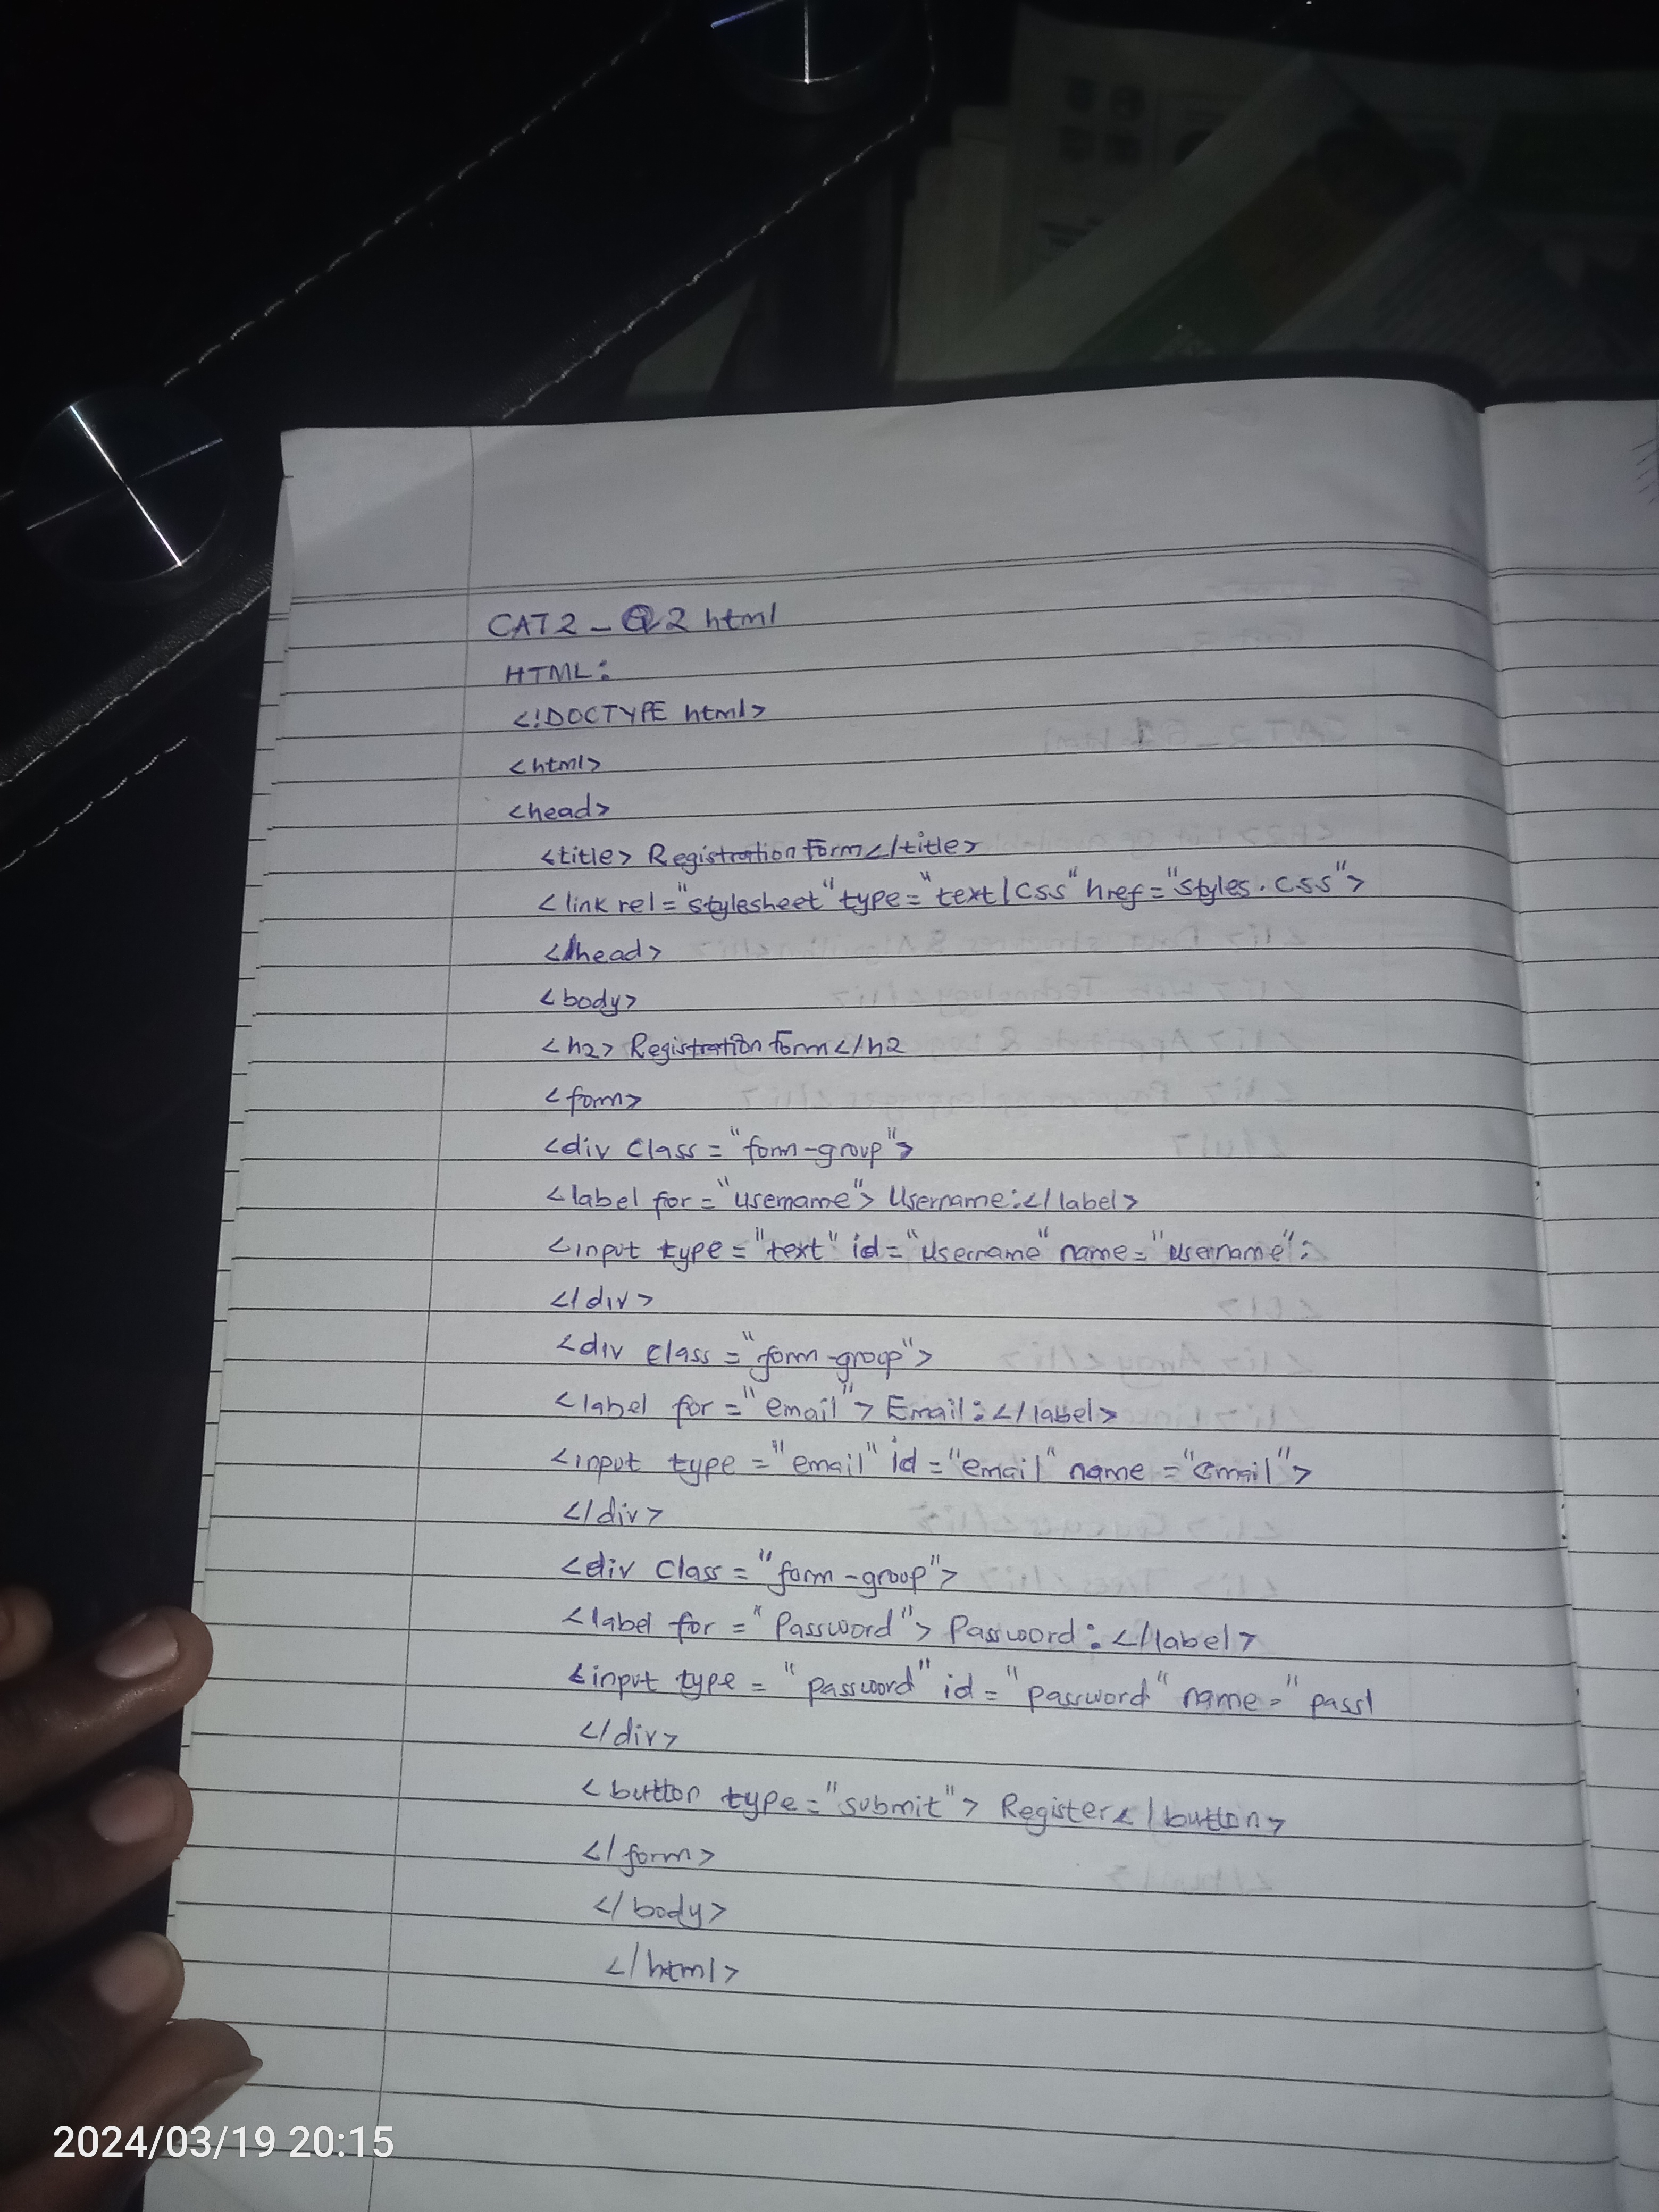 CAT2 - Q2 html
HTML:
<!DOCTYPE html>
<html>
<head>
<title> Registration Form</title>
<link rel="stylesheet" type="text/css" href="styles.css">
</head>
<body>
<h2> Registration form</h2
<form>
<div class="form-group">
<label for="username"> Username:</label>
<input type="text" id="username" name="username":
</div>
<div class="form-group">
<label for="email"> Email:</label>
<input type="email" id="email" name="email">
</div>
<div class="form-group">
<label for="Password"> Password:</label>
<input type="password" id="password" name="passl
</div>
<button type="submit"> Register</button>
</form>
</body>
</html>
2024/03/19 20:15